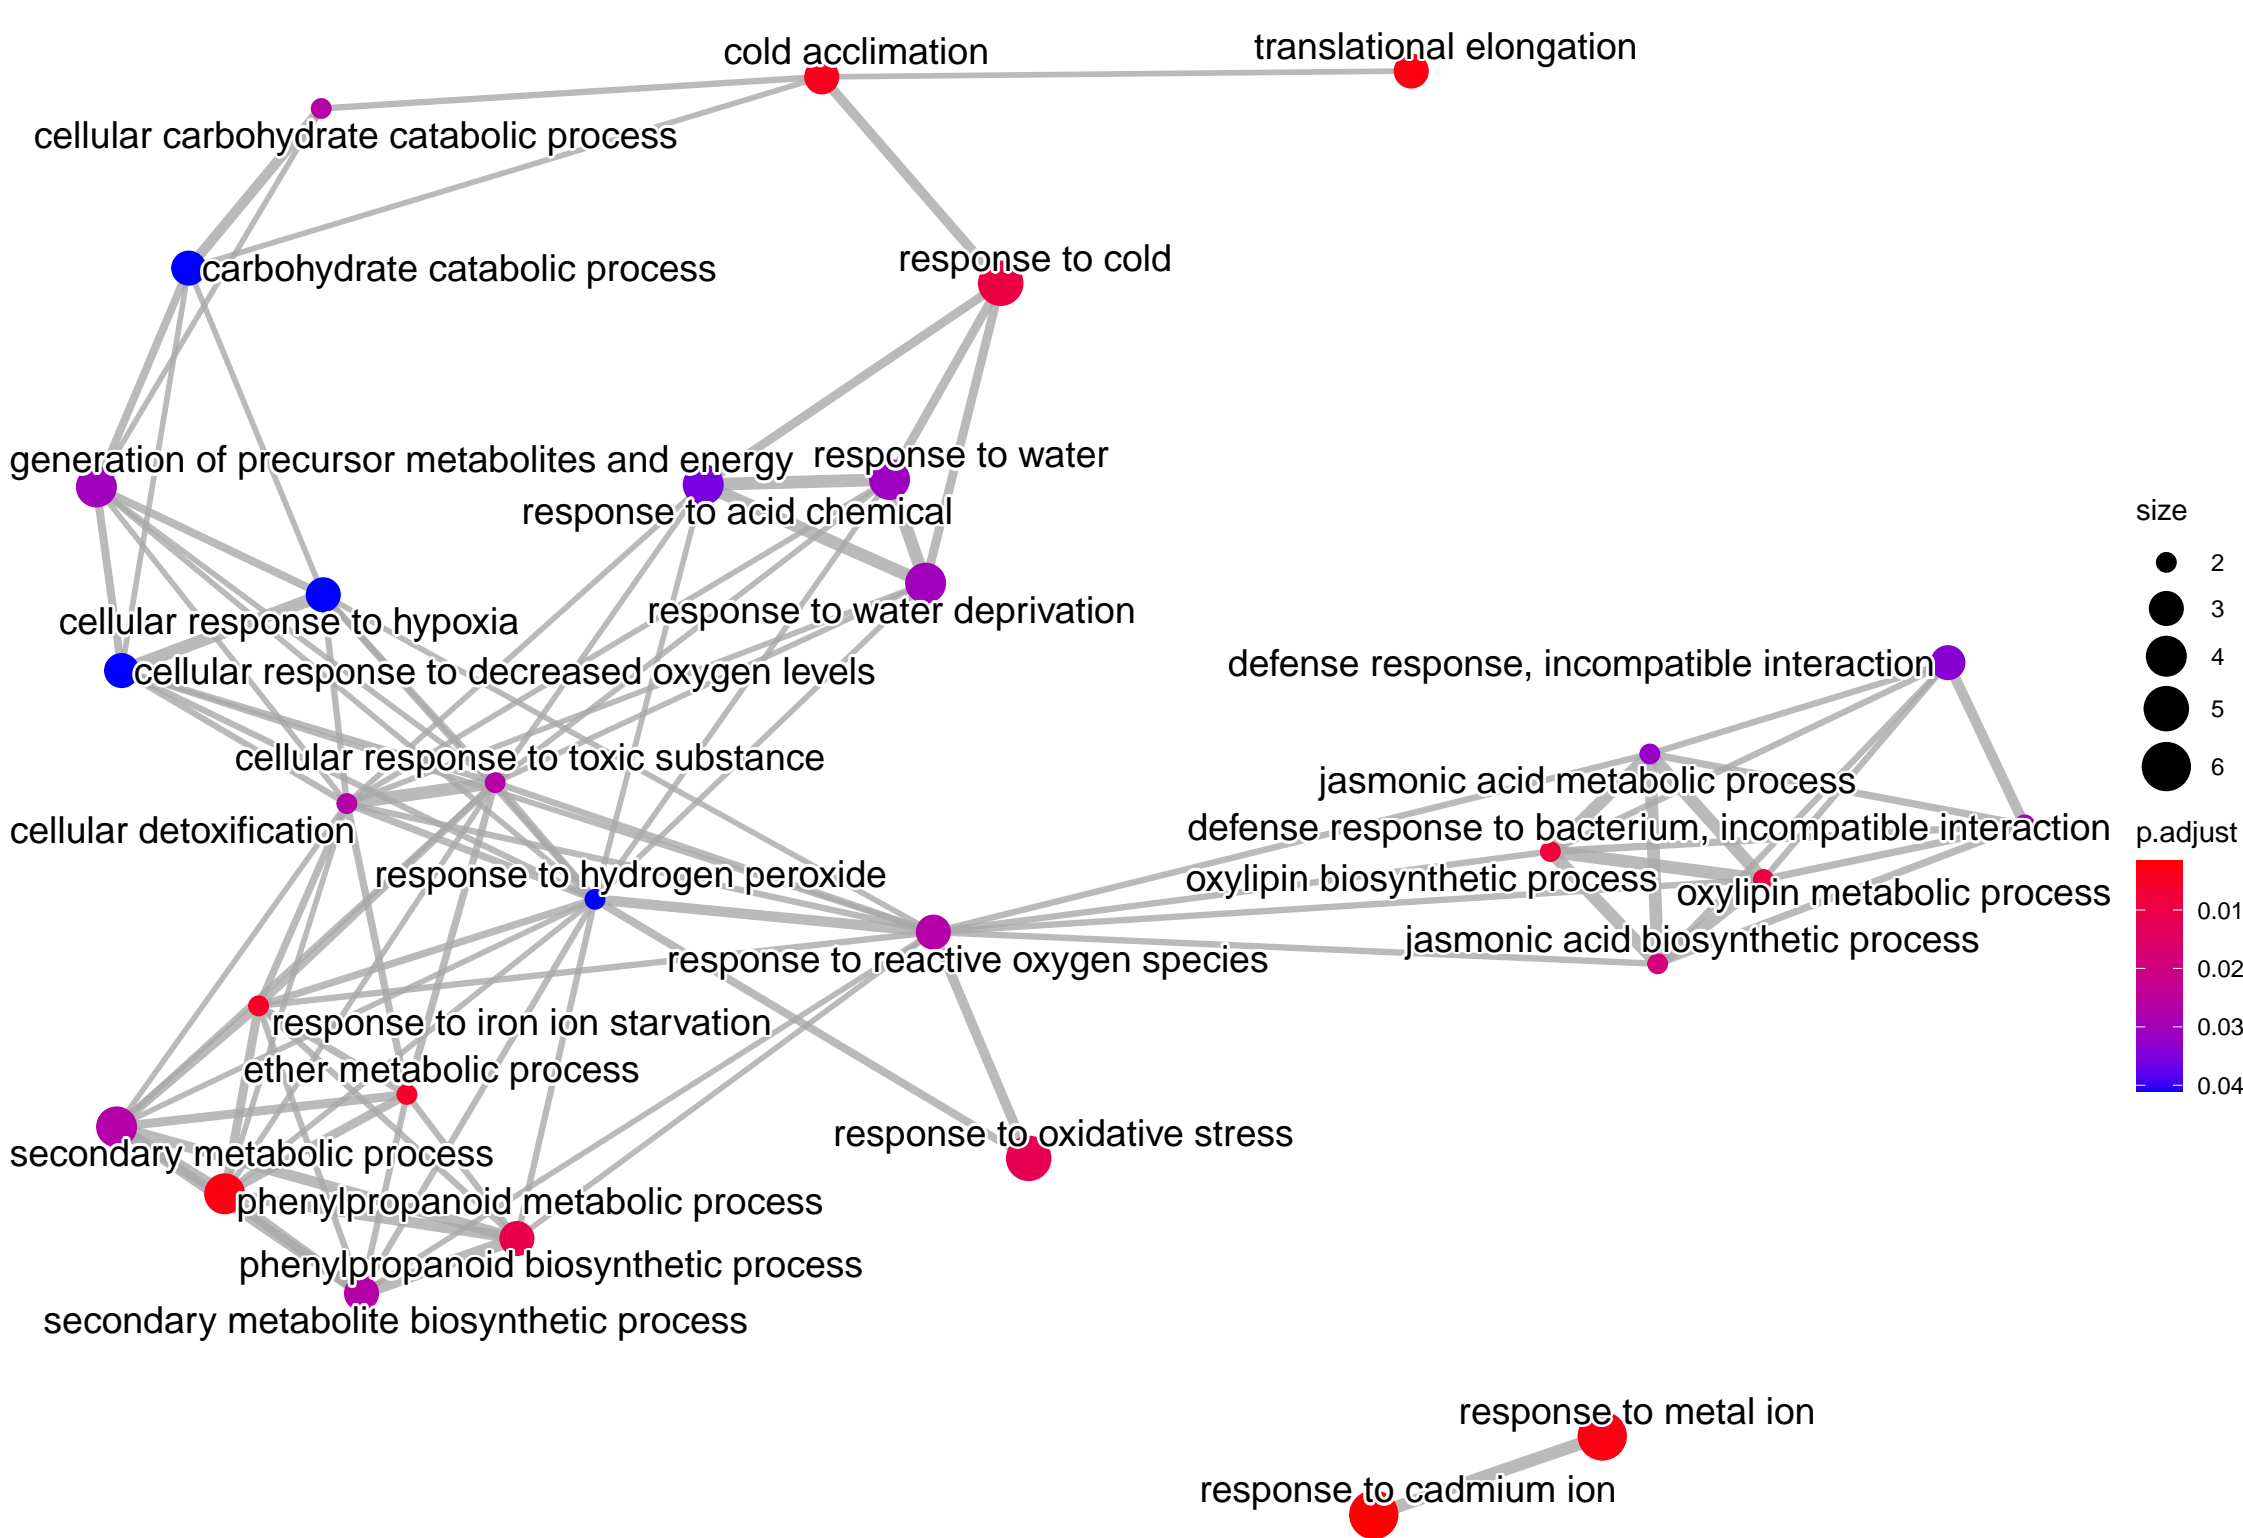 cold acclimation
translational elongation
cellular carbohydrate catabolic process
carbohydrate catabolic process
response to cold
generation of precursor metabolites and energy
response to water
response to acid chemical
cellular response to hypoxia
response to water deprivation
cellular response to decreased oxygen levels
defense response, incompatible interaction
cellular response to toxic substance
jasmonic acid metabolic process
cellular detoxification
defense response to bacterium, incompatible interaction
response to hydrogen peroxide
oxylipin biosynthetic process
oxylipin metabolic process
jasmonic acid biosynthetic process
response to reactive oxygen species
response to iron ion starvation
ether metabolic process
response to oxidative stress
secondary metabolic process
phenylpropanoid metabolic process
phenylpropanoid biosynthetic process
secondary metabolite biosynthetic process
response to metal ion
response to cadmium ion
size
2
3
4
5
6
p.adjust
0.01
0.02
0.03
0.04